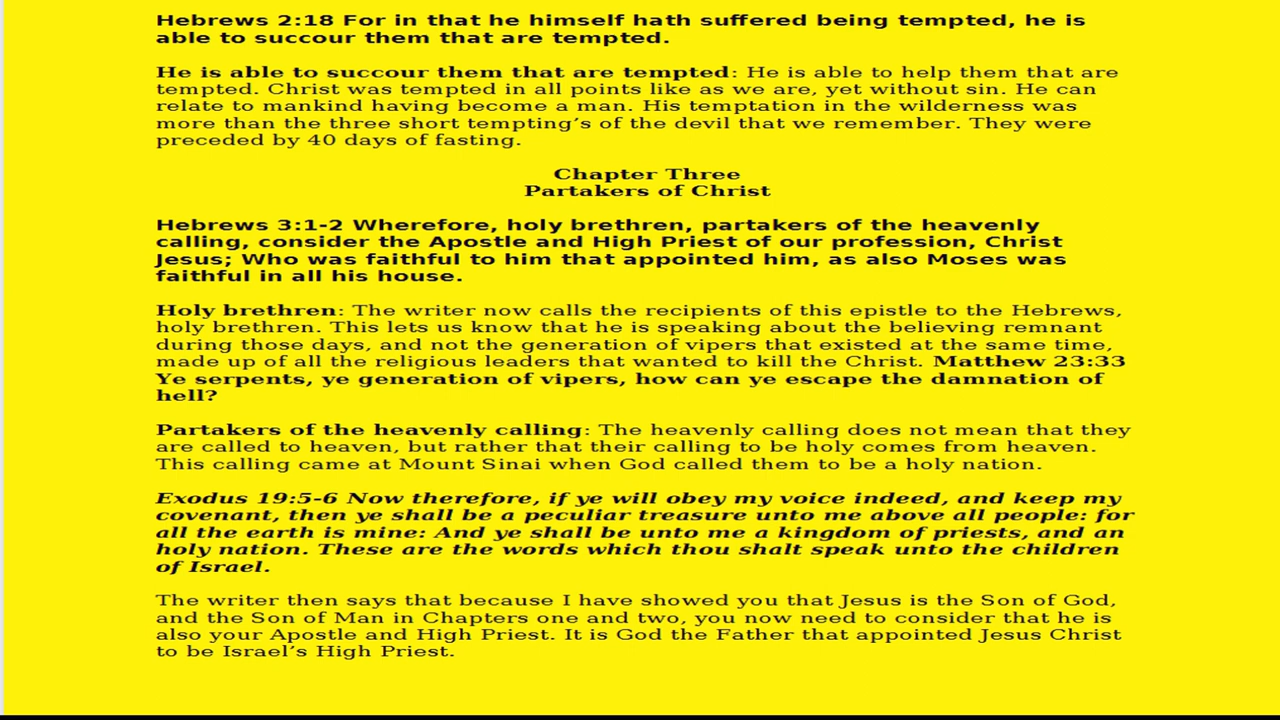 Hebrews 2:18 For in that he himself hath suffered being tempted, he is
able to succour them that are tempted.
He is able to succour them that are tempted: He is able to help them that are
tempted. Christ was tempted in all points like as we are, yet without sin. He can
relate to mankind having become a man. His temptation in the wilderness was
more than the three short tempting’s of the devil that we remember. They were
preceded by 40 days of fasting.
Chapter Three
Partakers of Christ
Hebrews 3:1-2 Wherefore, holy brethren, partakers of the heavenly
calling, consider the Apostle and High Priest of our profession, Christ
Jesus; Who was faithful to him that appointed him, as also Moses was
faithful in all his house.
Holy brethren: The writer now calls the recipients of this epistle to the Hebrews,
holy brethren. This lets us know that he is speaking about the believing remnant
during those days, and not the generation of vipers that existed at the same time,
made up of all the religious leaders that wanted to kill the Christ. Matthew 23:33
Ye serpents, ye generation of vipers, how can ye escape the damnation of
hell?
Partakers of the heavenly calling: The heavenly calling does not mean that they
are called to heaven, but rather that their calling to be holy comes from heaven.
This calling came at Mount Sinai when God called them to be a holy nation.
Exodus 19:5-6 Now therefore, if ye will obey my voice indeed, and keep my
covenant, then ye shall be a peculiar treasure unto me above all people: for
all the earth is mine: And ye shall be unto me a kingdom of priests, and an
holy nation. These are the words which thou shalt speak unto the children
of Israel.
The writer then says that because I have showed you that Jesus is the Son of God,
and the Son of Man in Chapters one and two, you now need to consider that he is
also your Apostle and High Priest. It is God the Father that appointed Jesus Christ
to be Israel’s High Priest.